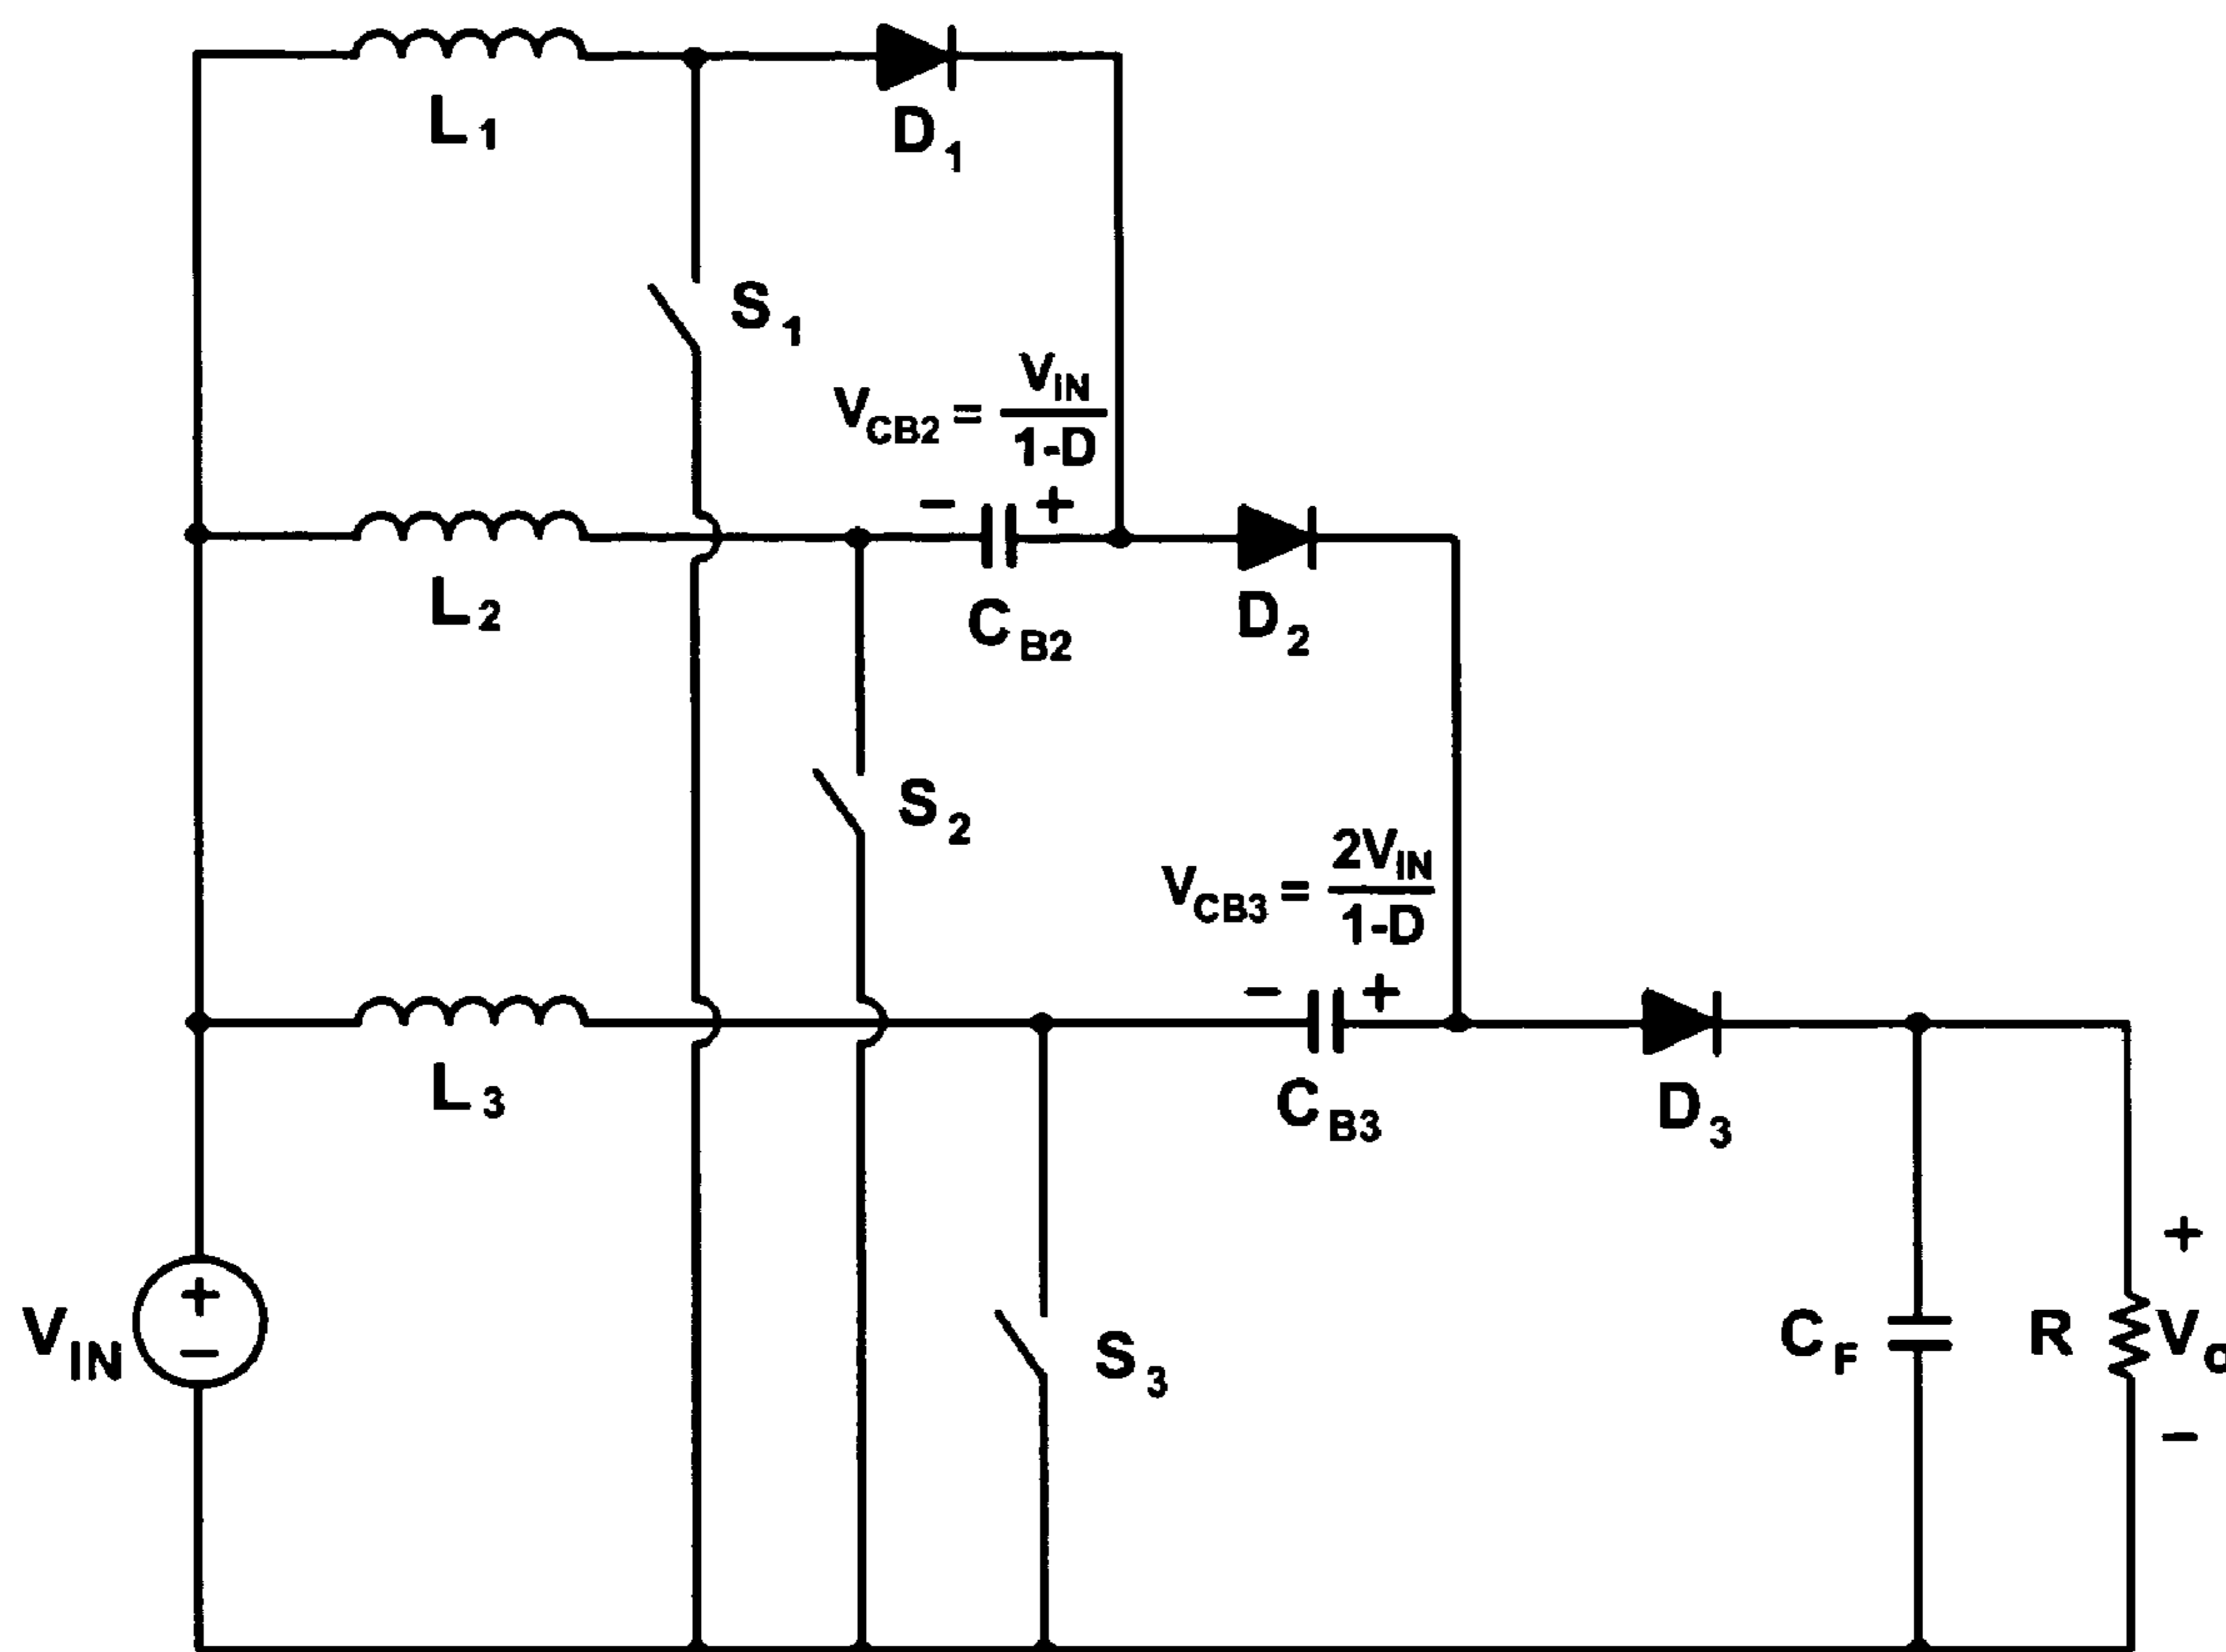 L1
D1
S1
VCB2 = VIN
1-D
- +
L2
CB2
D2
S2
VCB3 = 2VIN
1-D
- +
L3
CB3
D3
+
-
VIN
S3
CF
R
+
VO
-